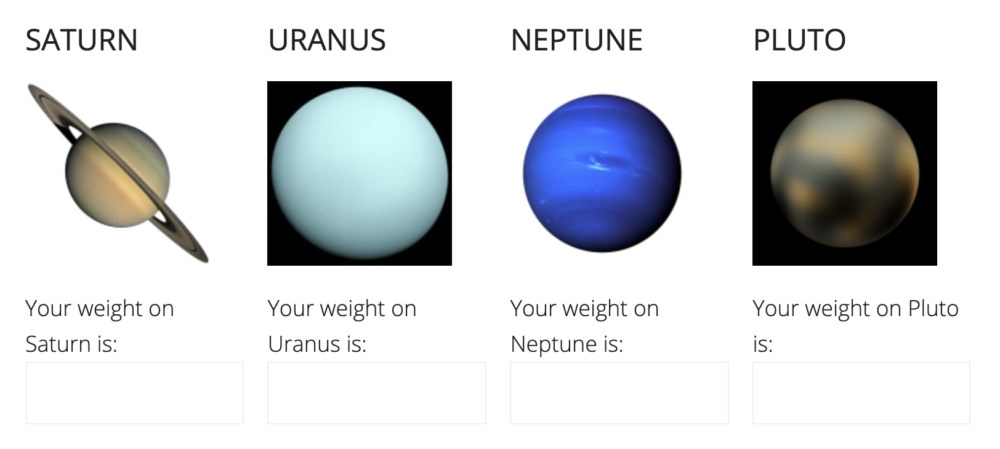 SATURN
URANUS
NEPTUNE
PLUTO
Your weight on
Saturn is:
Your weight on
Uranus is:
Your weight on
Neptune is:
Your weight on Pluto
is: